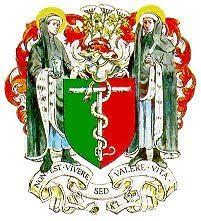 NON · EST · VIVERE
SED
VALERE · VITA